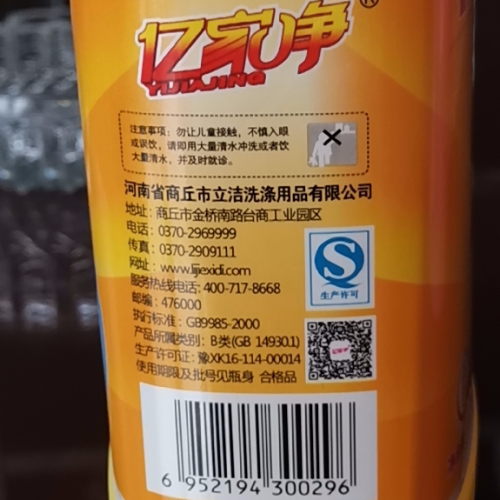 亿家净®
YIJIAJING
注意事项：勿让儿童接触，不慎入眼
或误饮，请即用大量清水冲洗或者饮
大量清水，并及时就诊。
河南省商丘市立洁洗涤用品有限公司
地址：商丘市金桥南路台商工业园区
电话：0370-2969999
传真：0370-2909111
网址：www.lijiexidi.com
服务热线电话：400-717-8668
邮编：476000
执行标准：GB9985-2000
产品所属类别：B类(GB 14930.1)
生产许可证：豫XK16-114-00014
使用期限及批号见瓶身 合格品
生产许可
6 952194 300296